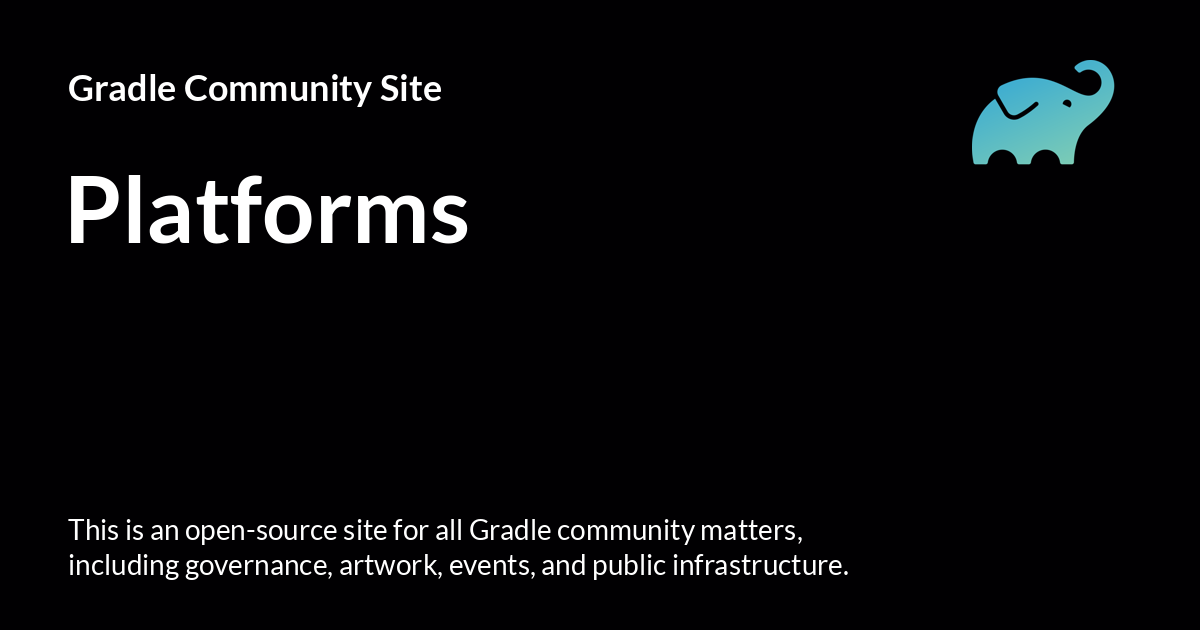 Gradle Community Site
Platforms
This is an open-source site for all Gradle community matters,
including governance, artwork, events, and public infrastructure.